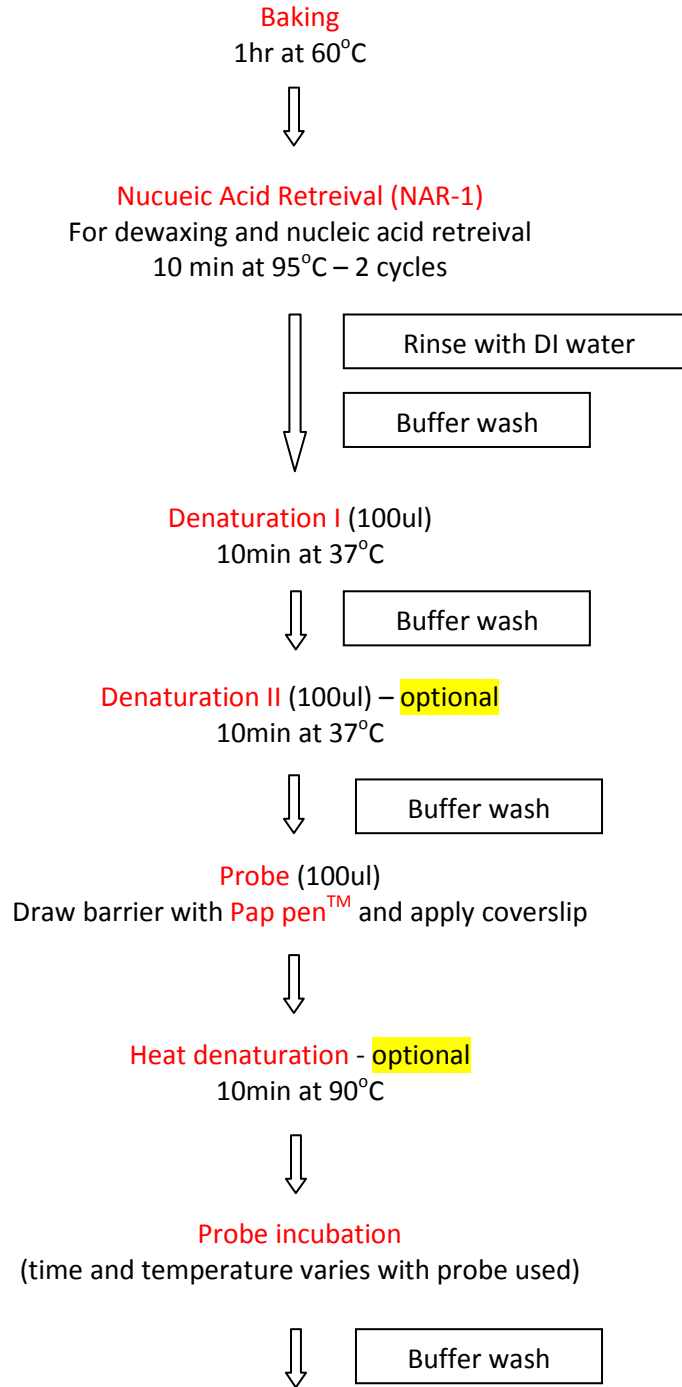 Baking
1hr at 60°C
Nucueic Acid Retreival (NAR-1)
For dewaxing and nucleic acid retreival
10 min at 95°C – 2 cycles
Rinse with DI water
Buffer wash
Denaturation I (100ul)
10min at 37°C
Buffer wash
Denaturation II (100ul) – optional
10min at 37°C
Buffer wash
Probe (100ul)
Draw barrier with Pap pen™ and apply coverslip
Heat denaturation - optional
10min at 90°C
Probe incubation
(time and temperature varies with probe used)
Buffer wash